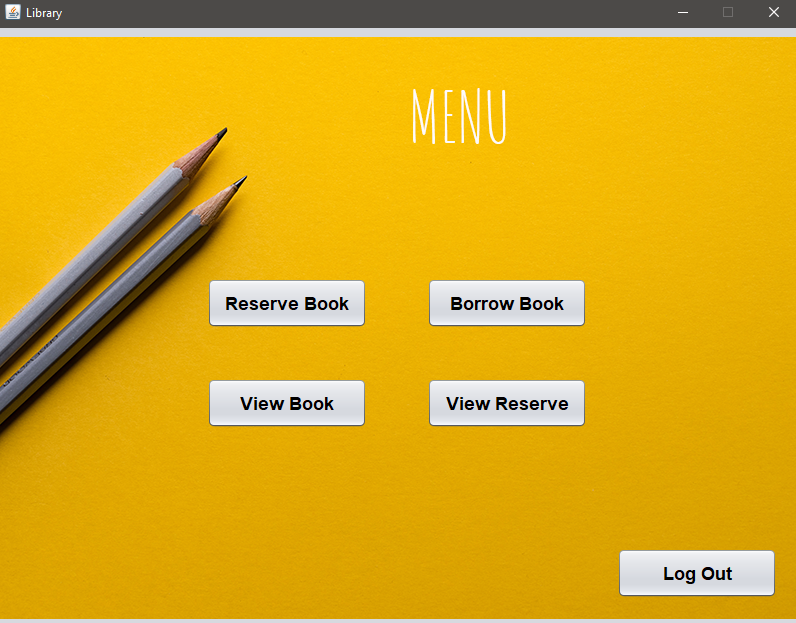 Library
MENU
Reserve Book
Borrow Book
View Book
View Reserve
Log Out